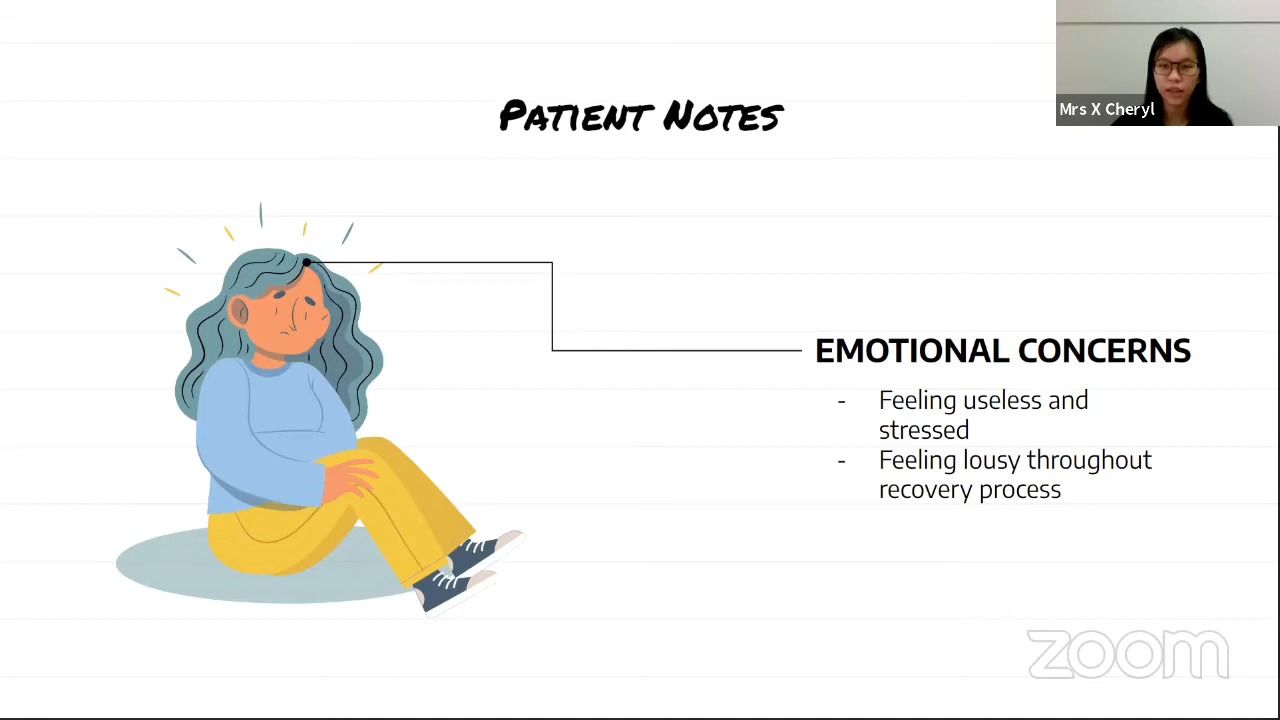 Patient Notes
Mrs X Cheryl
EMOTIONAL CONCERNS
- Feeling useless and
stressed
- Feeling lousy throughout
recovery process
zoom